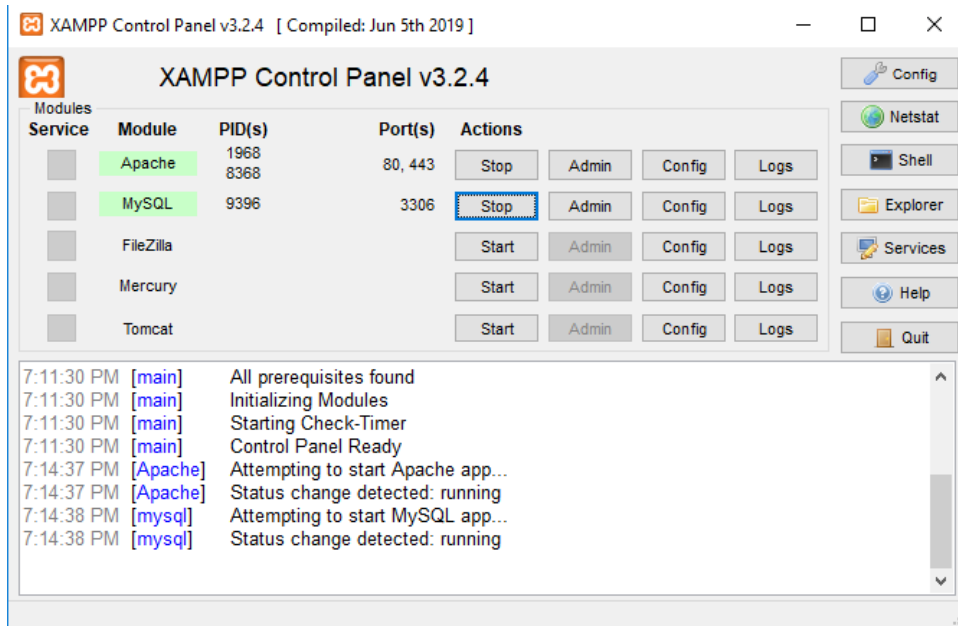 XAMPP Control Panel v3.2.4 [ Compiled: Jun 5th 2019 ]
XAMPP Control Panel v3.2.4
Config
Modules
Service Module PID(s) Port(s) Actions
Netstat
Apache 1968 8368 80, 443 Stop Admin Config Logs
Shell
MySQL 9396 3306 Stop Admin Config Logs
Explorer
FileZilla Start Admin Config Logs
Services
Mercury Start Admin Config Logs
Help
Tomcat Start Admin Config Logs
Quit
7:11:30 PM [main] All prerequisites found
7:11:30 PM [main] Initializing Modules
7:11:30 PM [main] Starting Check-Timer
7:11:30 PM [main] Control Panel Ready
7:14:37 PM [Apache] Attempting to start Apache app...
7:14:37 PM [Apache] Status change detected: running
7:14:38 PM [mysql] Attempting to start MySQL app...
7:14:38 PM [mysql] Status change detected: running